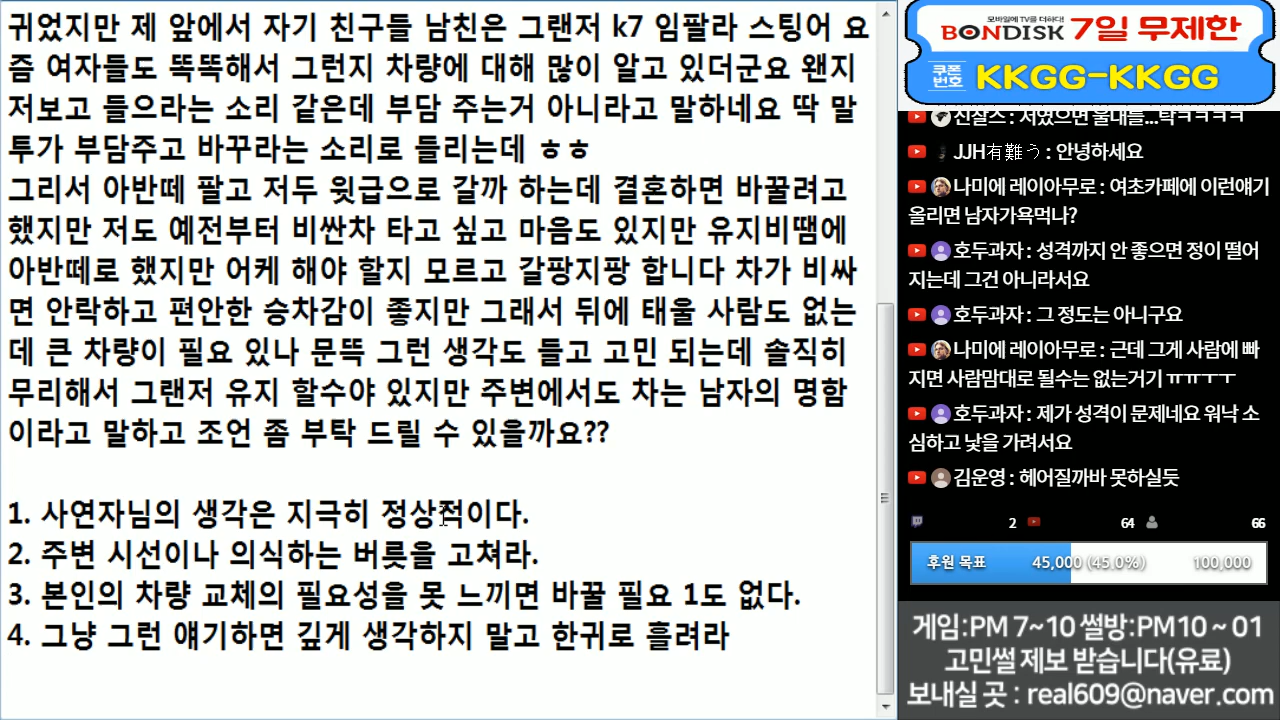 귀었지만 제 앞에서 자기 친구들 남친은 그랜저 k7 임팔라 스팅어 요
즘 여자들도 똑똑해서 그런지 차량에 대해 많이 알고 있더군요 왠지
저보고 들으라는 소리 같은데 부담 주는거 아니라고 말하네요 딱 말
투가 부담주고 바꾸라는 소리로 들리는데 ㅎㅎ
그리서 아반떼 팔고 저두 윗급으로 갈까 하는데 결혼하면 바꿀려고
했지만 저도 예전부터 비싼차 타고 싶고 마음도 있지만 유지비땜에
아반떼로 했지만 어케 해야 할지 모르고 갈팡지팡 합니다 차가 비싸
면 안락하고 편안한 승차감이 좋지만 그래서 뒤에 태울 사람도 없는
데 큰 차량이 필요 있나 문뜩 그런 생각도 들고 고민 되는데 솔직히
무리해서 그랜저 유지 할수야 있지만 주변에서도 차는 남자의 명함
이라고 말하고 조언 좀 부탁 드릴 수 있을까요??
1. 사연자님의 생각은 지극히 정상적이다.
2. 주변 시선이나 의식하는 버릇을 고쳐라.
3. 본인의 차량 교체의 필요성을 못 느끼면 바꿀 필요 1도 없다.
4. 그냥 그런 얘기하면 깊게 생각하지 말고 한귀로 흘려라
모바일에 TV를 더하다!
BONDISK 7일 무제한
쿠폰
번호 KKGG-KKGG
JJH有難う : 안녕하세요
나미에 레이아무로 : 여초카페에 이런얘기
올리면 남자가욕먹나?
호두과자 : 성격까지 안 좋으면 정이 떨어
지는데 그건 아니라서요
호두과자 : 그 정도는 아니구요
나미에 레이아무로 : 근데 그게 사람에 빠
지면 사람맘대로 될수는 없는거기 ㅠㅠㅜㅜ
호두과자 : 제가 성격이 문제네요 워낙 소
심하고 낯을 가려서요
김운영 : 헤어질까바 못하실듯
2 64 66
후원 목표 45,000 (45.0%) 100,000
게임:PM 7~10 썰방:PM10 ~ 01
고민썰 제보 받습니다(유료)
보내실 곳 : real609@naver.com